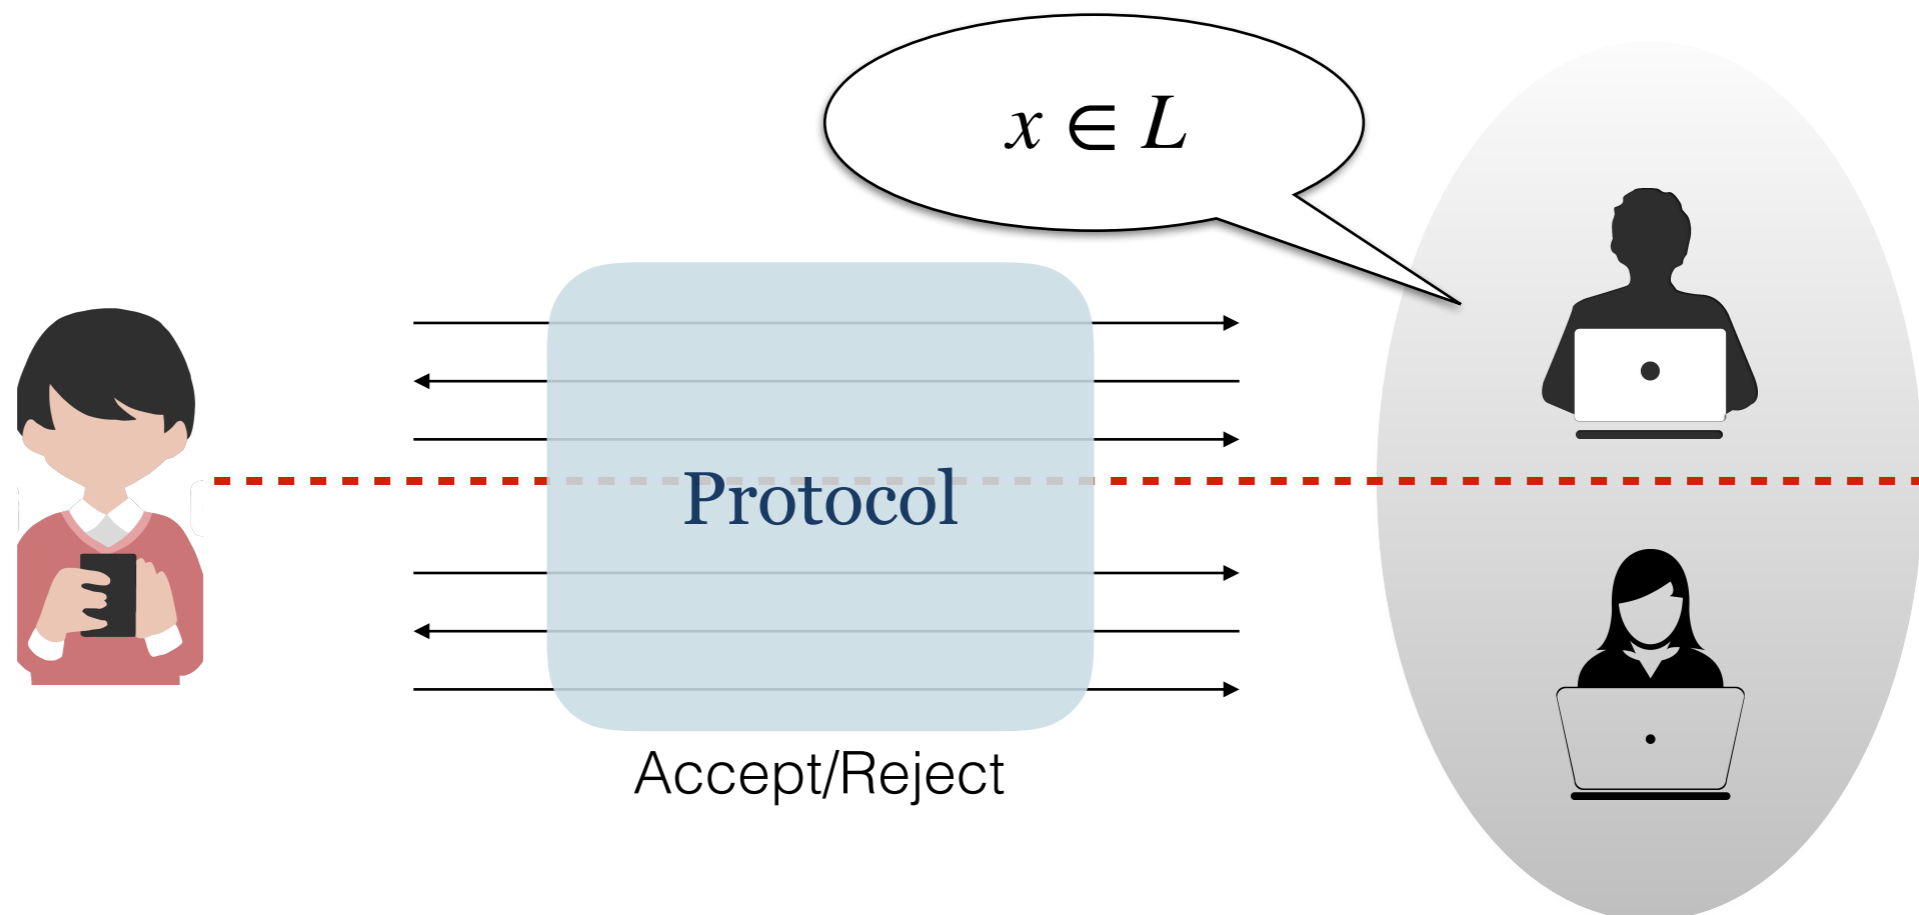 x ∈ L
Protocol
Accept/Reject